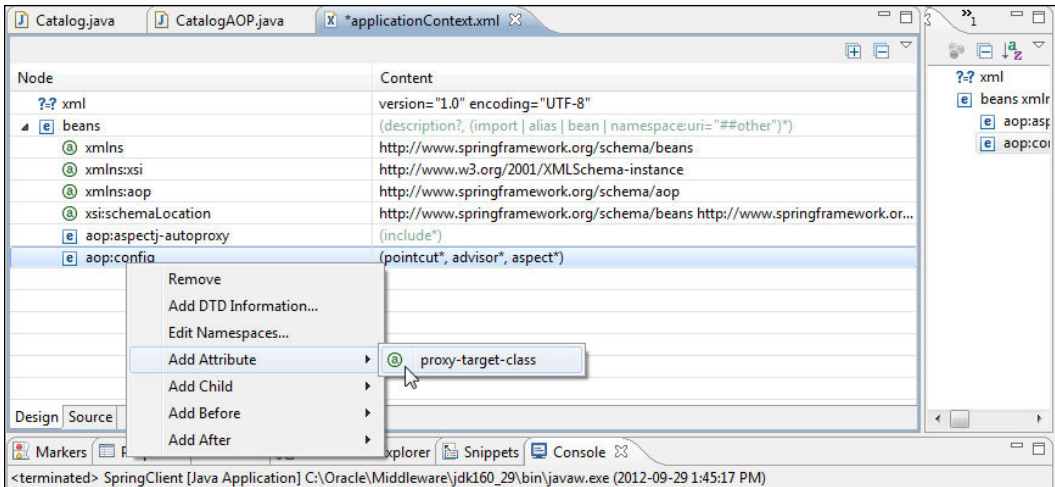 Catalog.java
CatalogAOP.java
*applicationContext.xml
»1
Node Content
?=? xml version="1.0" encoding="UTF-8"
e beans (description?, (import | alias | bean | namespace:uri="##other")*)
xmlns http://www.springframework.org/schema/beans
xmlns:xsi http://www.w3.org/2001/XMLSchema-instance
xmlns:aop http://www.springframework.org/schema/aop
xsi:schemaLocation http://www.springframework.org/schema/beans http://www.springframework.or...
e aop:aspectj-autoproxy (include*)
e aop:config (pointcut*, advisor*, aspect*)
Remove
Add DTD Information...
Edit Namespaces...
Add Attribute
proxy-target-class
Add Child
Add Before
Add After
?=? xml
e beans xmlr
e aop:asp
e aop:co
Design Source
Markers
xplorer
Snippets
Console
<terminated> SpringClient [Java Application] C:\Oracle\Middleware\jdk160_29\bin\javaw.exe (2012-09-29 1:45:17 PM)